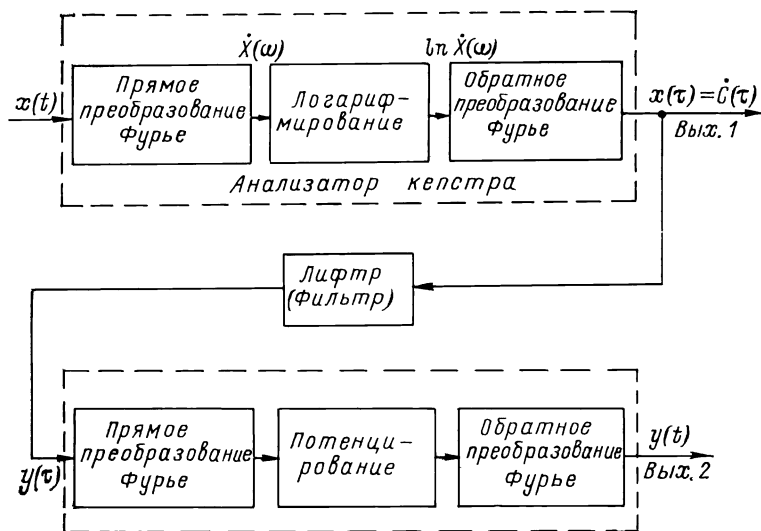 Ẋ(ω)
ln Ẋ(ω)
x(t)
Прямое
преобразование
Фурье
Логариф-
мирование
Обратное
преобразование
Фурье
x(τ) = Ċ(τ)
Вых. 1
Анализатор кепстра
Лифтр
(Фильтр)
y(τ)
Прямое
преобразование
Фурье
Потенци-
рование
Обратное
преобразование
Фурье
y(t)
Вых. 2